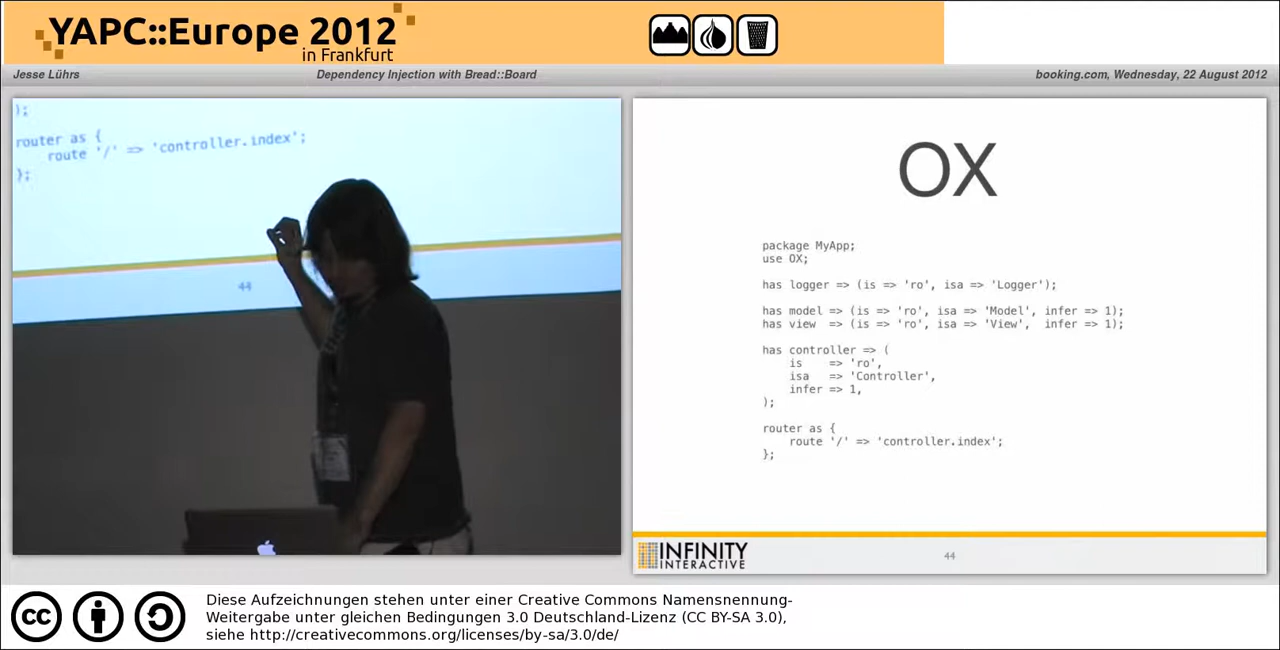 YAPC::Europe 2012
in Frankfurt
Jesse Lührs
Dependency Injection with Bread::Board
booking.com, Wednesday, 22 August 2012
);
router as {
route '/' => 'controller.index';
};
44
OX
package MyApp;
use OX;
has logger => (is => 'ro', isa => 'Logger');
has model => (is => 'ro', isa => 'Model', infer => 1);
has view  => (is => 'ro', isa => 'View',  infer => 1);
has controller => (
is    => 'ro',
isa   => 'Controller',
infer => 1,
);
router as {
route '/' => 'controller.index';
};
INFINITY
INTERACTIVE
44
cc
Diese Aufzeichnungen stehen unter einer Creative Commons Namensnennung-
Weitergabe unter gleichen Bedingungen 3.0 Deutschland-Lizenz (CC BY-SA 3.0),
siehe http://creativecommons.org/licenses/by-sa/3.0/de/